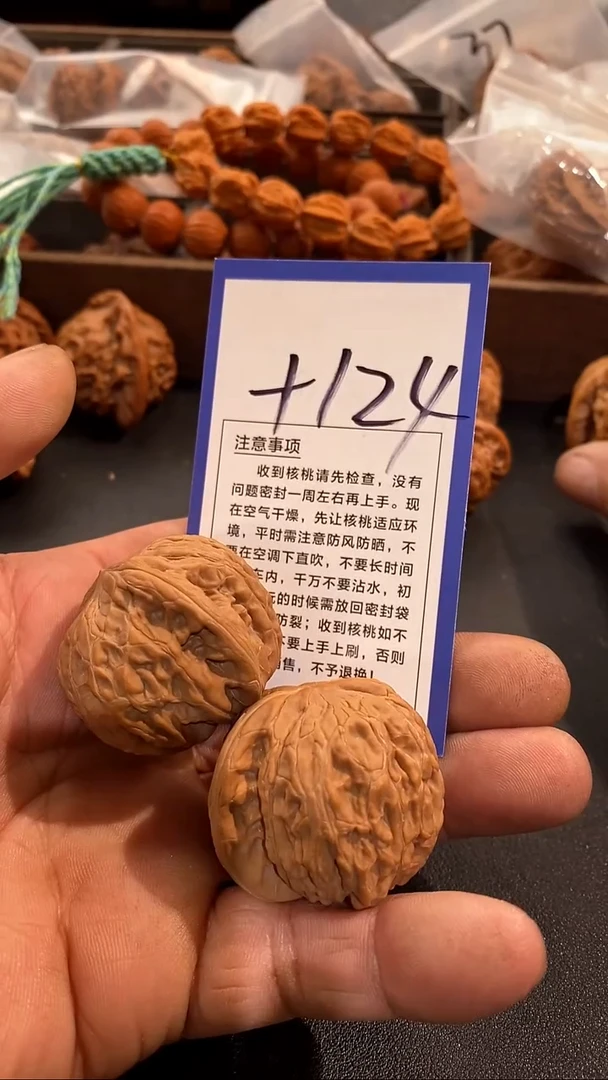 +124
注意事项
收到核桃请先检查，没有
问题密封一周左右再上手。现
在空气干燥，先让核桃适应环
境，平时需注意防风防晒，不
要在空调下直吹，不要长时间
车内，千万不要沾水，初
玩的时候需放回密封袋
防裂；收到核桃如不
不要上手上刷，否则
售，不予退换！